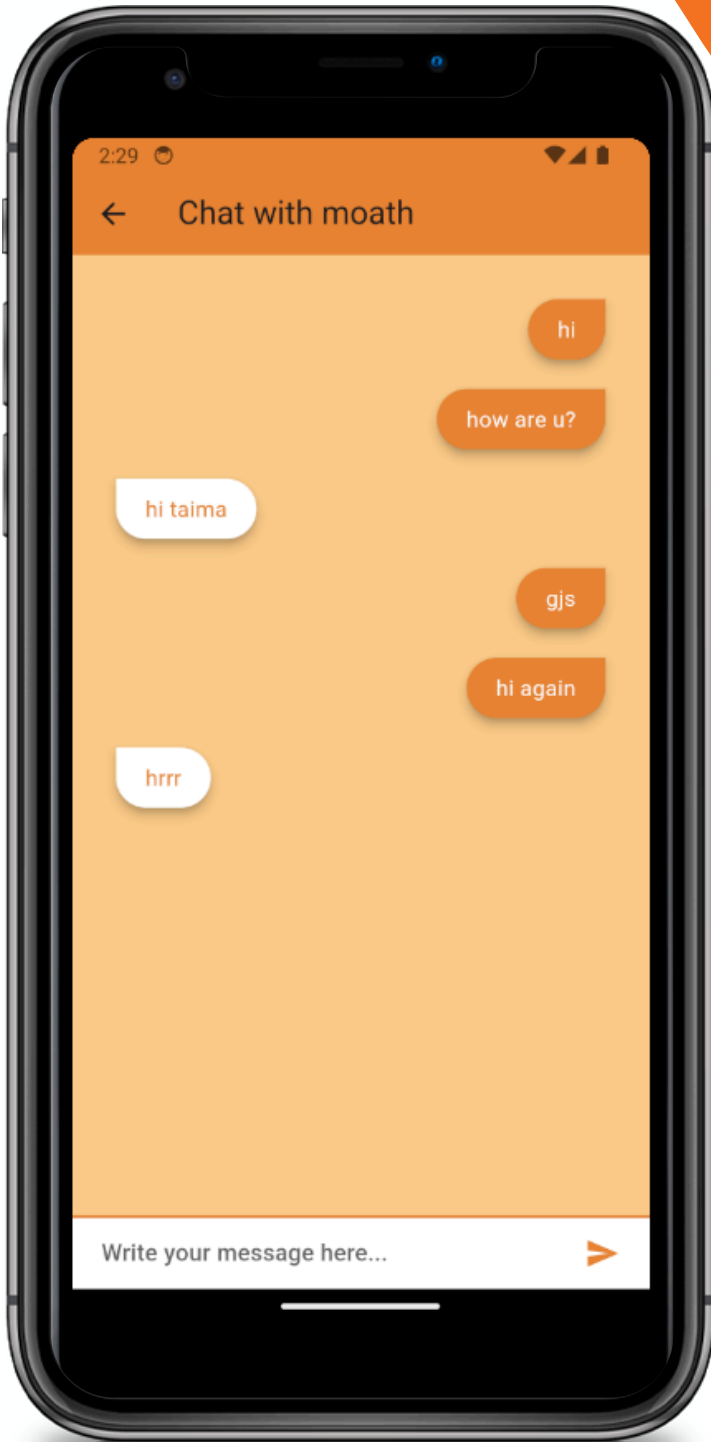 2:29
Chat with moath
hi
how are u?
hi taima
gjs
hi again
hrrr
Write your message here...